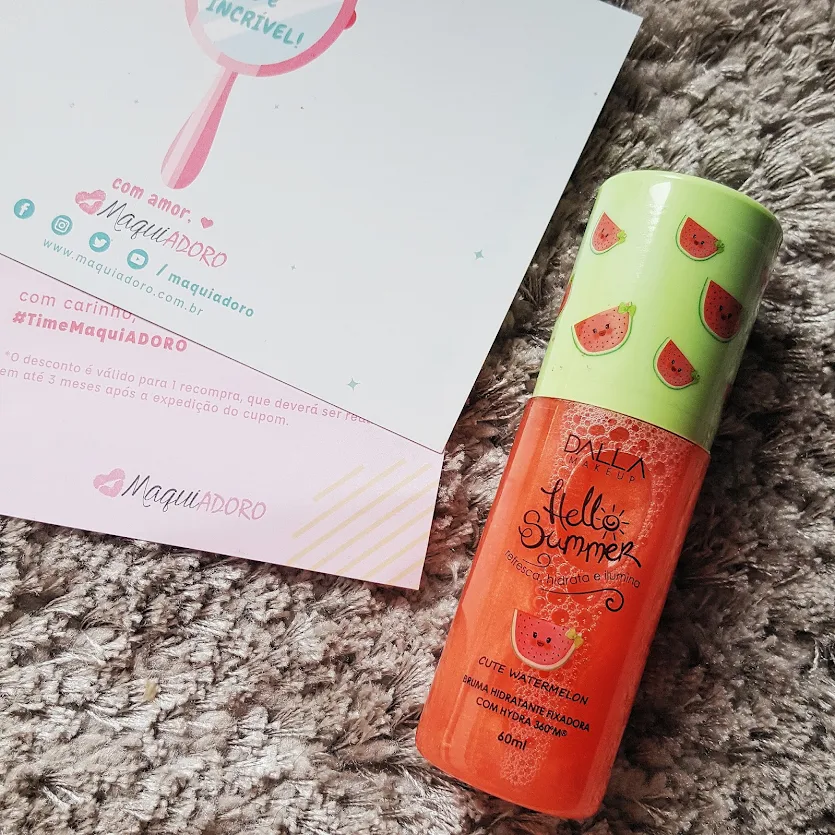 INCRÍVEL!
com amor,
MaquiADORO
/ maquiadoro
www.maquiadoro.com.br
com carinho,
#TimeMaquiADORO
*O desconto é válido para 1 recompra, que deverá ser
em até 3 meses após a expedição do cupom.
MaquiADORO
DALLA
MAKEUP
Hello
Summer
refresca, hidrata e ilumina
CUTE WATERMELON
BRUMA HIDRATANTE FIXADORA
COM HYDRA 360°M®
60ml